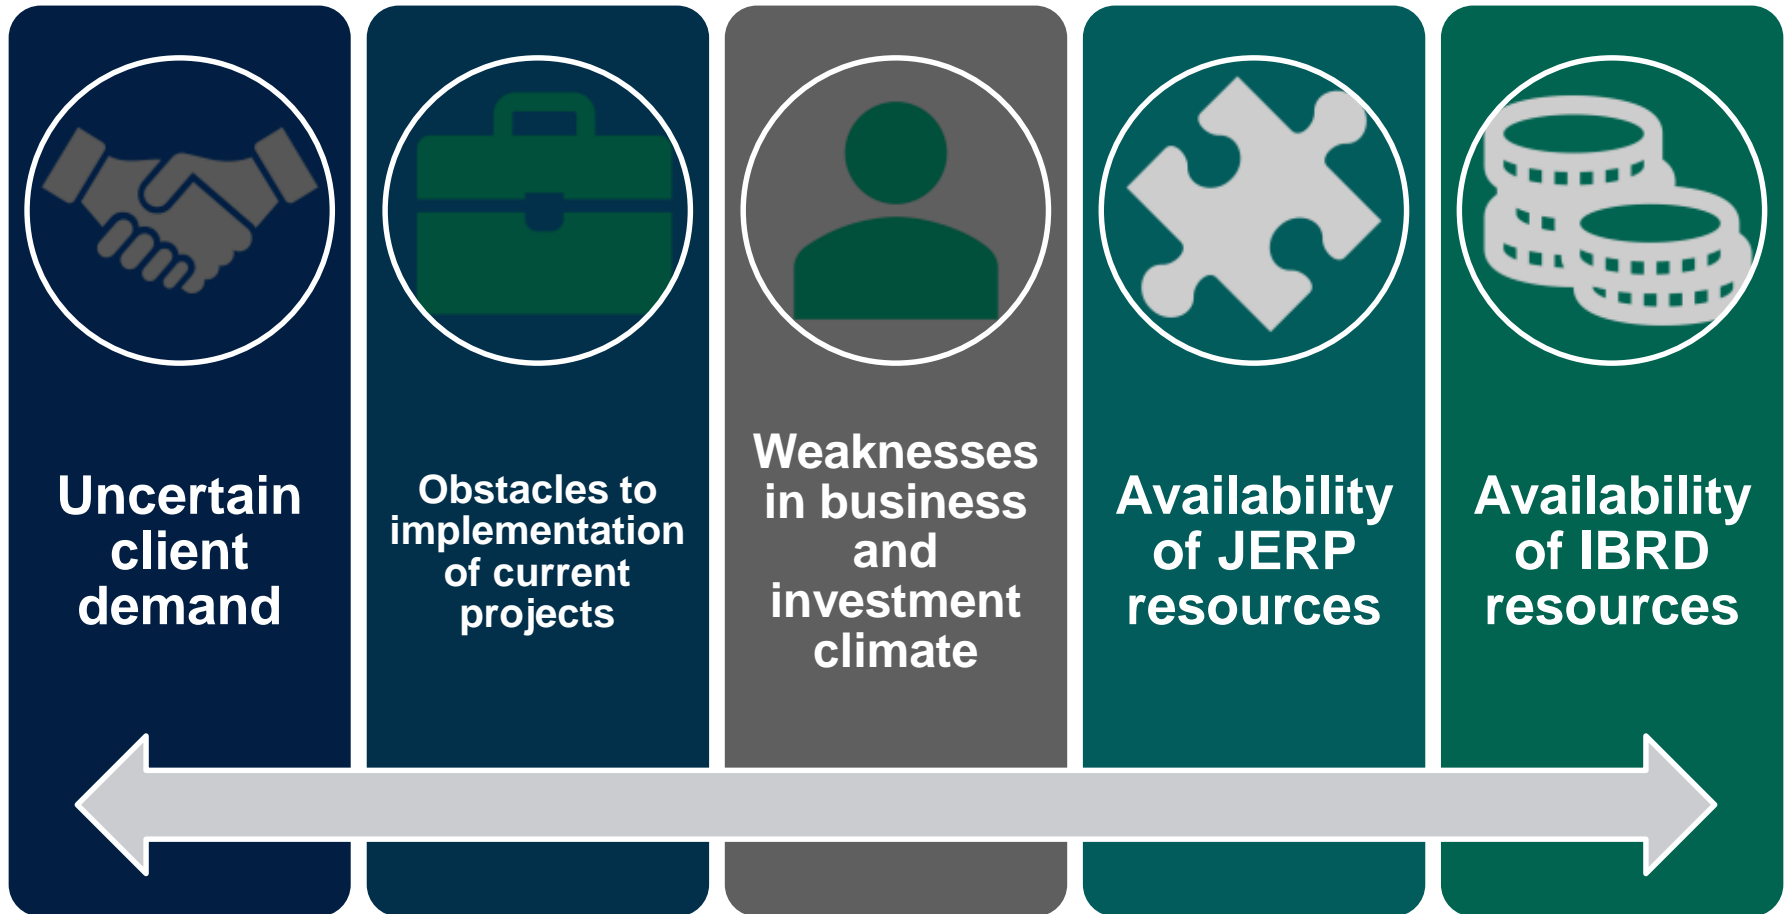 Uncertain
client
demand
Obstacles to
implementation
of current
projects
Weaknesses
in business
and
investment
climate
Availability
of JERP
resources
Availability
of IBRD
resources